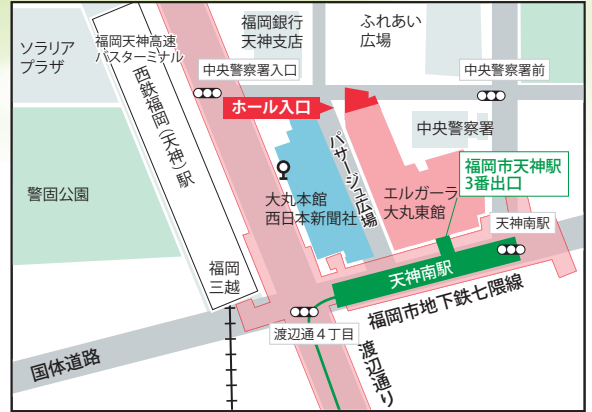 ソラリア
プラザ
福岡天神高速
バスターミナル
福岡銀行
天神支店
ふれあい
広場
中央警察署入口
中央警察署前
西鉄福岡(天神)駅
ホール入口
中央警察署
パサージュ広場
福岡市天神駅
3番出口
警固公園
大丸本館
西日本新聞社
エルガーラ
大丸東館
天神南駅
福岡
三越
天神南駅
福岡市地下鉄七隈線
渡辺通4丁目
国体道路
渡辺通り